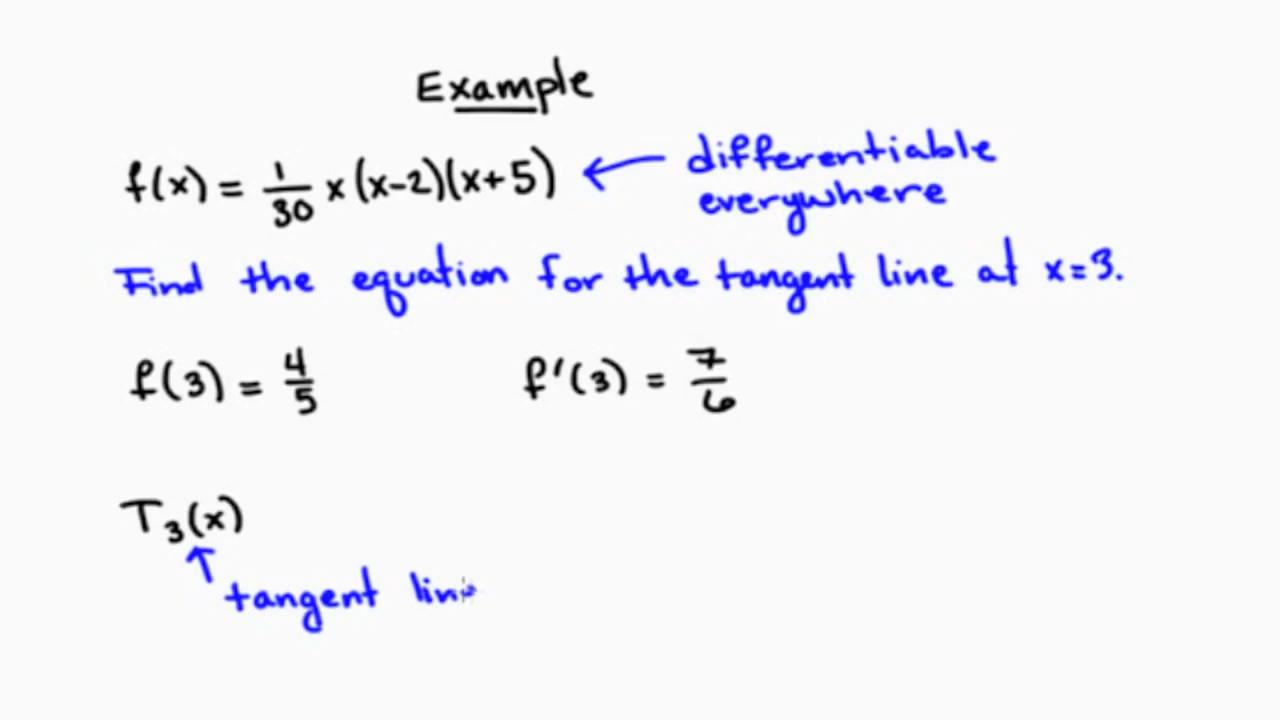 Example
f(x) = 1/30 x (x-2)(x+5) ← differentiable
everywhere
Find the equation for the tangent line at x=3.
f(3) = 4/5 f'(3) = 7/6
T₃(x)
↑
tangent line